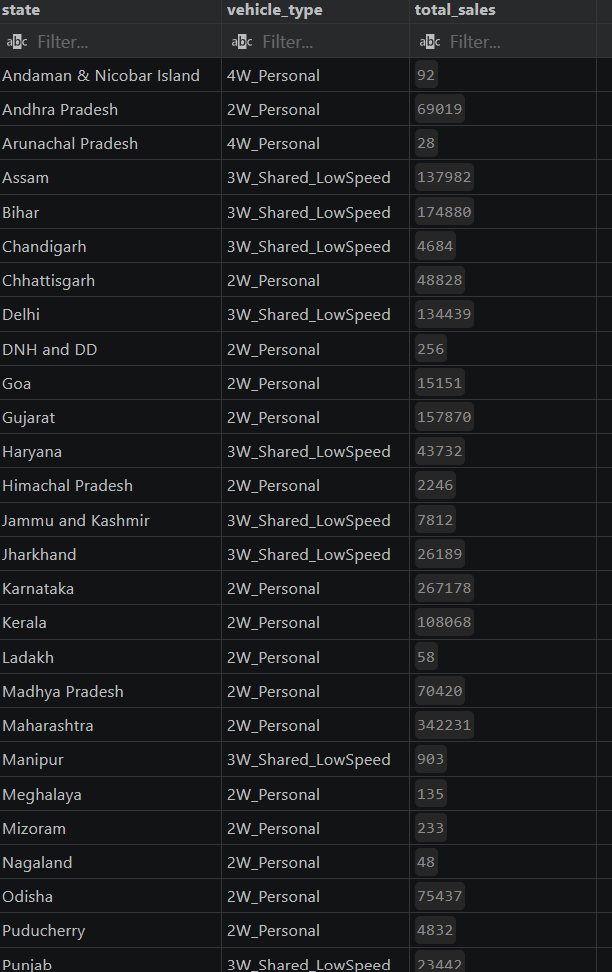 state vehicle_type total_sales
abc Filter... abc Filter... abc Filter...
Andaman & Nicobar Island 4W_Personal 92
Andhra Pradesh 2W_Personal 69019
Arunachal Pradesh 4W_Personal 28
Assam 3W_Shared_LowSpeed 137982
Bihar 3W_Shared_LowSpeed 174880
Chandigarh 3W_Shared_LowSpeed 4684
Chhattisgarh 2W_Personal 48828
Delhi 3W_Shared_LowSpeed 134439
DNH and DD 2W_Personal 256
Goa 2W_Personal 15151
Gujarat 2W_Personal 157870
Haryana 3W_Shared_LowSpeed 43732
Himachal Pradesh 2W_Personal 2246
Jammu and Kashmir 3W_Shared_LowSpeed 7812
Jharkhand 3W_Shared_LowSpeed 26189
Karnataka 2W_Personal 267178
Kerala 2W_Personal 108068
Ladakh 2W_Personal 58
Madhya Pradesh 2W_Personal 70420
Maharashtra 2W_Personal 342231
Manipur 3W_Shared_LowSpeed 903
Meghalaya 2W_Personal 135
Mizoram 2W_Personal 233
Nagaland 2W_Personal 48
Odisha 2W_Personal 75437
Puducherry 2W_Personal 4832
Punjab 3W_Shared_LowSpeed 23442